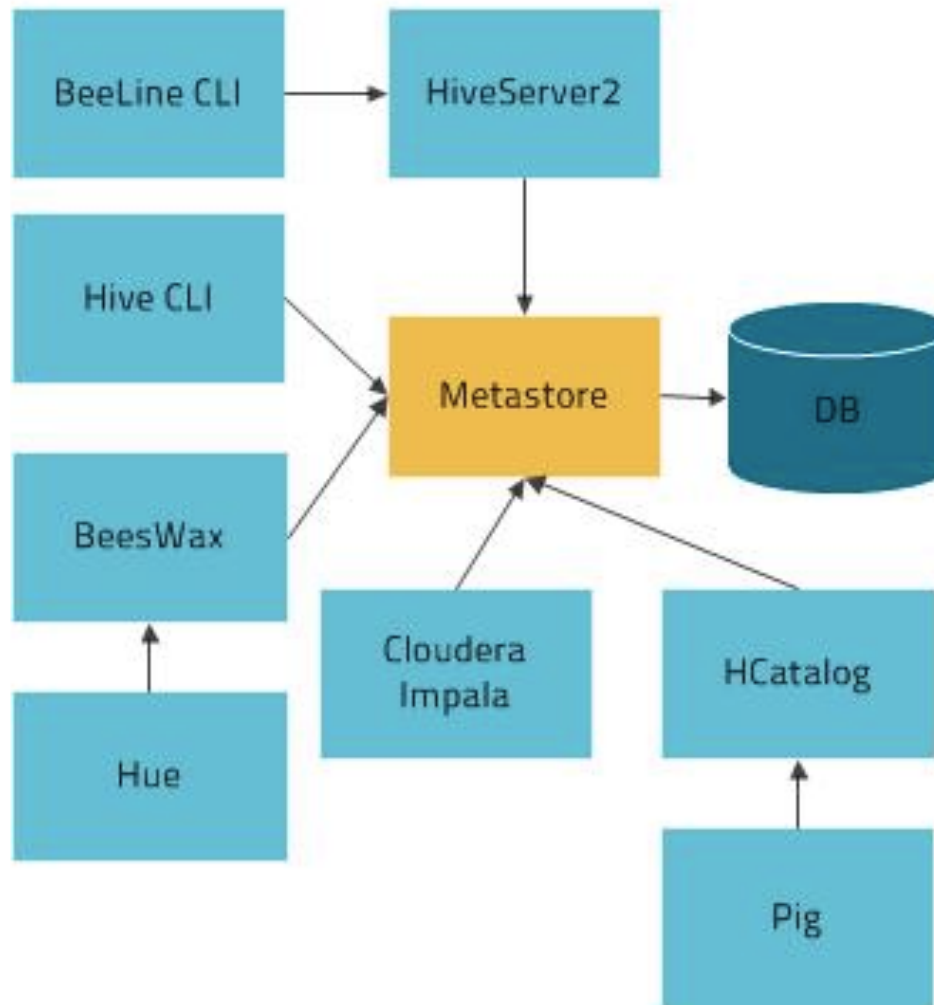 BeeLine CLI
HiveServer2
Hive CLI
Metastore
DB
BeesWax
Cloudera
Impala
HCatalog
Hue
Pig